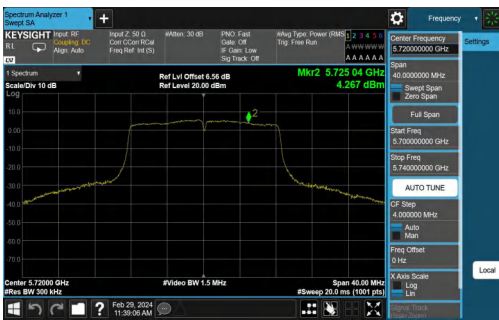 Spectrum Analyzer 1
Swept SA
+
Frequency
KEYSIGHT
RL
Input: RF
Coupling: DC
Align: Auto
Input Z: 50 Ω
Corr CCorr RCal
Freq Ref: Int (S)
#Atten: 30 dB
PNO: Fast
Gate: Off
IF Gain: Low
Sig Track: Off
#Avg Type: Power (RMS)
Trig: Free Run
1 2 3 4 5 6
A W W W W W
A A A A A A
LV
1 Spectrum
Scale/Div 10 dB
Log
Ref Lvl Offset 6.56 dB
Ref Level 20.00 dBm
Mkr2 5.725 04 GHz
4.267 dBm
2
10.0
0.00
-10.0
-20.0
-30.0
-40.0
-50.0
-60.0
-70.0
Center 5.72000 GHz
#Res BW 300 kHz
#Video BW 1.5 MHz
Span 40.00 MHz
#Sweep 20.0 ms (1001 pts)
Feb 29, 2024
11:39:06 AM
?
Center Frequency
5.720000000 GHz
Settings
Span
40.0000000 MHz
Swept Span
Zero Span
Full Span
Start Freq
5.700000000 GHz
Stop Freq
5.740000000 GHz
AUTO TUNE
CF Step
4.000000 MHz
Auto
Man
Freq Offset
0 Hz
X Axis Scale
Log
Lin
Local
Signal Track